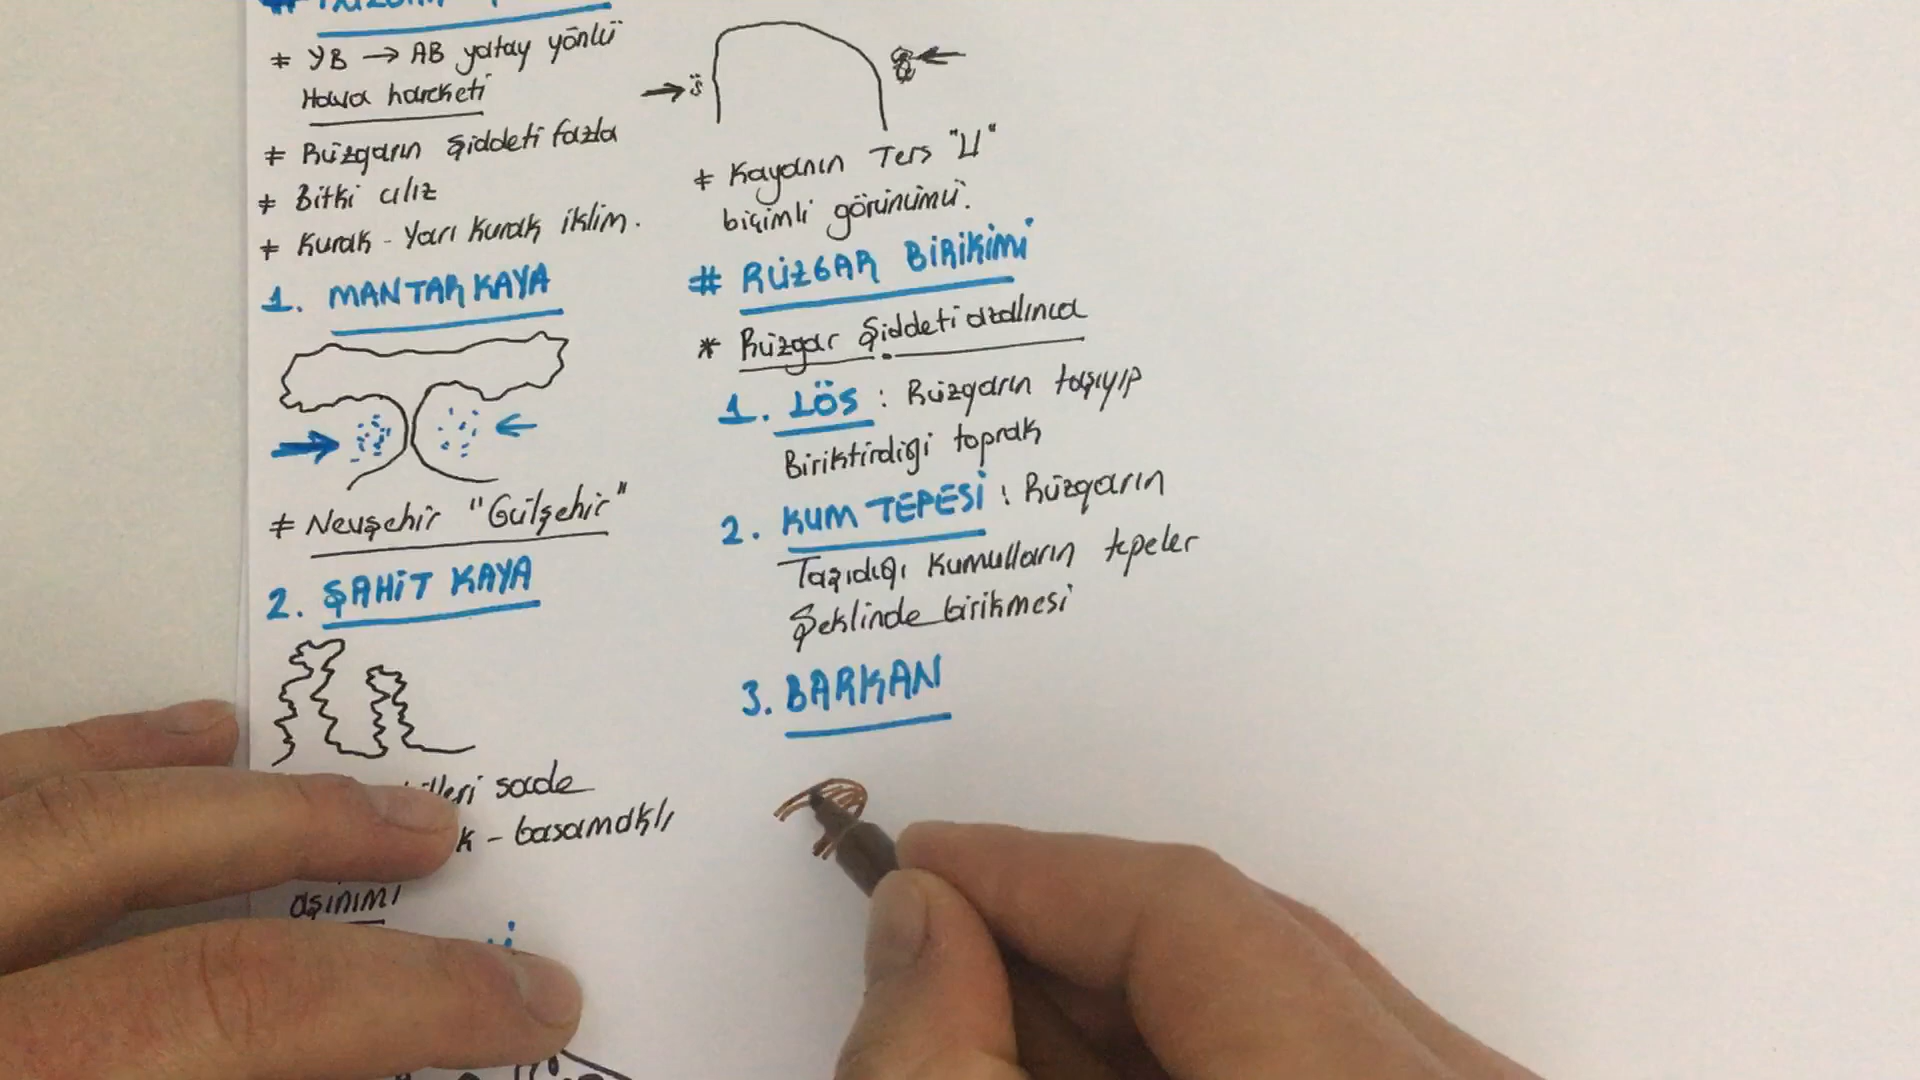 # YB → AB yatay yönlü
Hava hareketi
# Rüzgarın şiddeti fazla
# Bitki cılız
# Kurak - Yarı kurak iklim.
1. MANTAR KAYA
# Nevşehir "Gülşehir"
2. ŞAHİT KAYA
sade
- basamaklı
aşınımı
# Kayanın Ters "U"
biçimli görünümü.
# RÜZGAR BİRİKİMİ
* Rüzgar şiddeti azalınca
1. LÖS : Rüzgarın taşıyıp
Biriktirdiği toprak
2. KUM TEPESİ : Rüzgarın
Taşıdığı kumulların tepeler
Şeklinde birikmesi
3. BARKAN